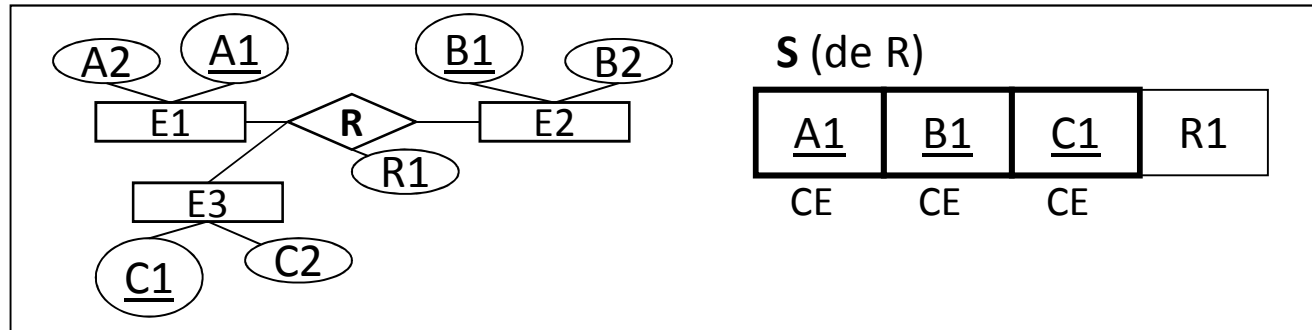 A2 A1 B1 B2
E1 R E2
R1
E3
C1 C2
S (de R)
A1 B1 C1 R1
CE CE CE